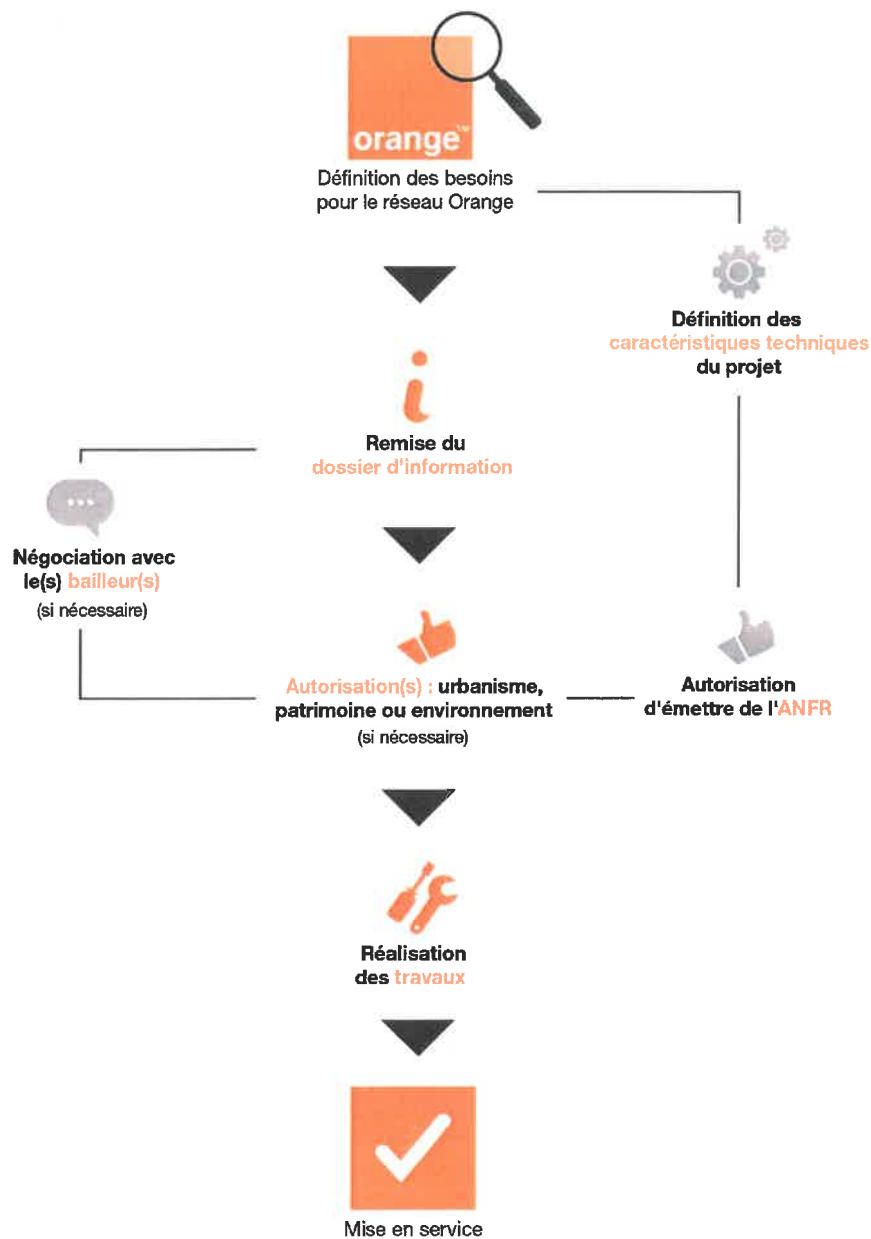 orange™
Définition des besoins
pour le réseau Orange
Définition des
caractéristiques techniques
du projet
Remise du
dossier d'information
Négociation avec
le(s) bailleur(s)
(si nécessaire)
Autorisation(s) : urbanisme,
patrimoine ou environnement
(si nécessaire)
Autorisation
d'émettre de l'ANFR
Réalisation
des travaux
Mise en service